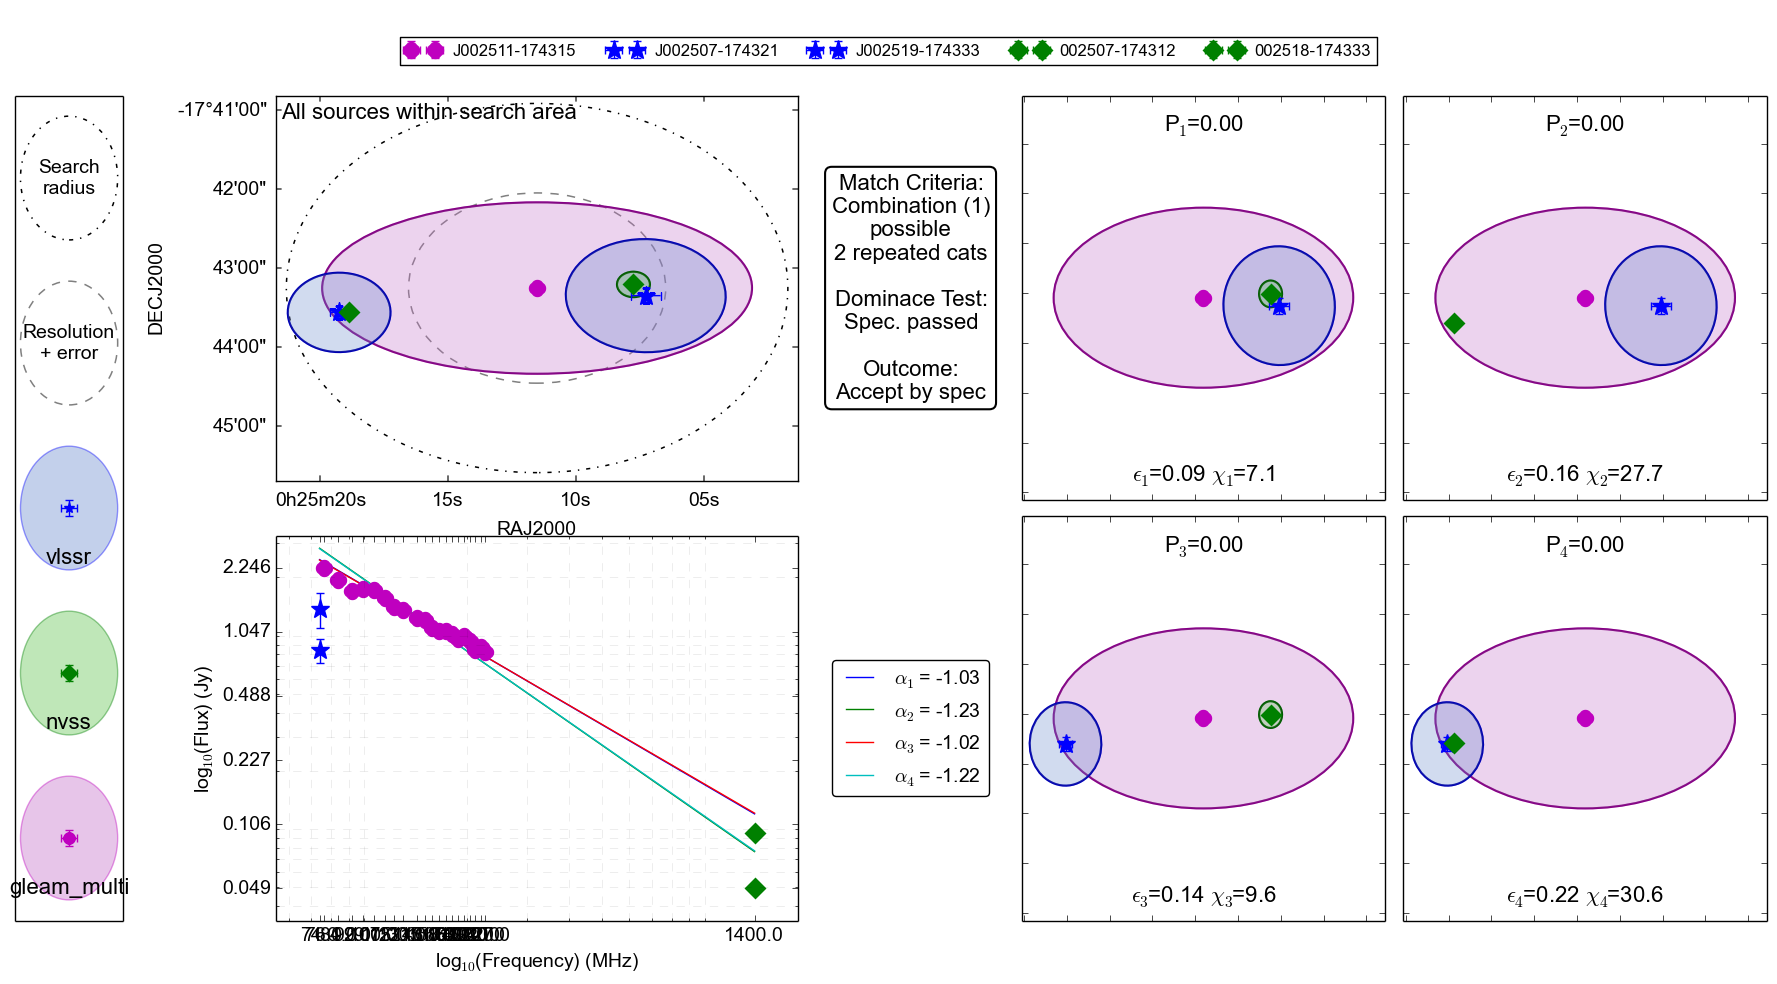 J002511-174315 J002507-174321 J002519-174333 002507-174312 002518-174333
Search
radius
Resolution
+ error
vlssr
nvss
gleam_multi
All sources within search area
-17°41'00"
42'00"
43'00"
44'00"
45'00"
DECJ2000
0h25m20s 15s 10s 05s
RAJ2000
Match Criteria:
Combination (1)
possible
2 repeated cats
Dominace Test:
Spec. passed
Outcome:
Accept by spec
P1=0.00
ϵ1=0.09 χ1=7.1
P2=0.00
ϵ2=0.16 χ2=27.7
P3=0.00
ϵ3=0.14 χ3=9.6
P4=0.00
ϵ4=0.22 χ4=30.6
2.246
1.047
0.488
0.227
0.106
0.049
log10(Flux) (Jy)
1400.0
log10(Frequency) (MHz)
α1 = -1.03
α2 = -1.23
α3 = -1.02
α4 = -1.22